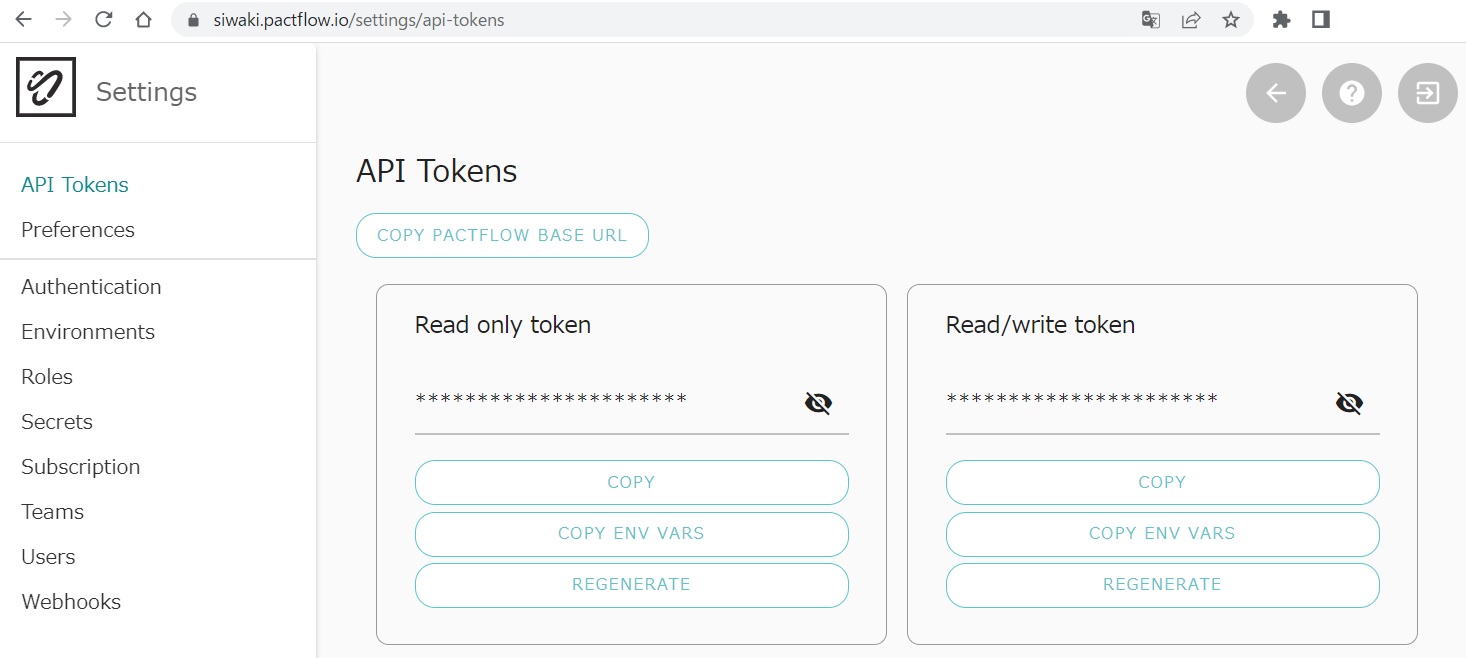 siwaki.pactflow.io/settings/api-tokens
Settings
API Tokens
Preferences
Authentication
Environments
Roles
Secrets
Subscription
Teams
Users
Webhooks
API Tokens
COPY PACTFLOW BASE URL
Read only token
**********************
COPY
COPY ENV VARS
REGENERATE
Read/write token
**********************
COPY
COPY ENV VARS
REGENERATE